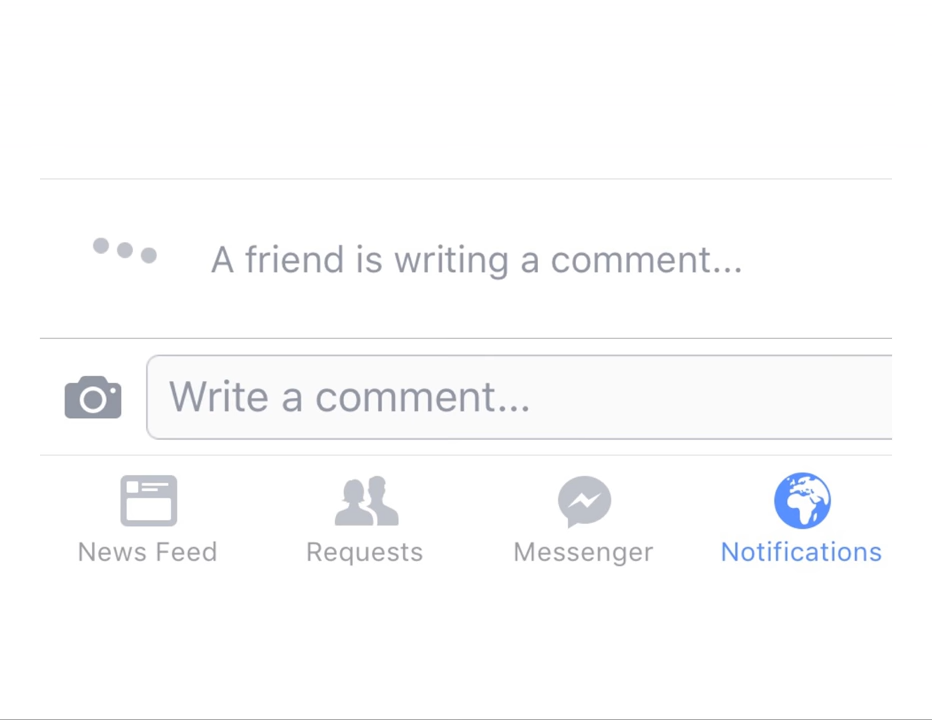 A friend is writing a comment...
Write a comment...
News Feed Requests Messenger Notifications